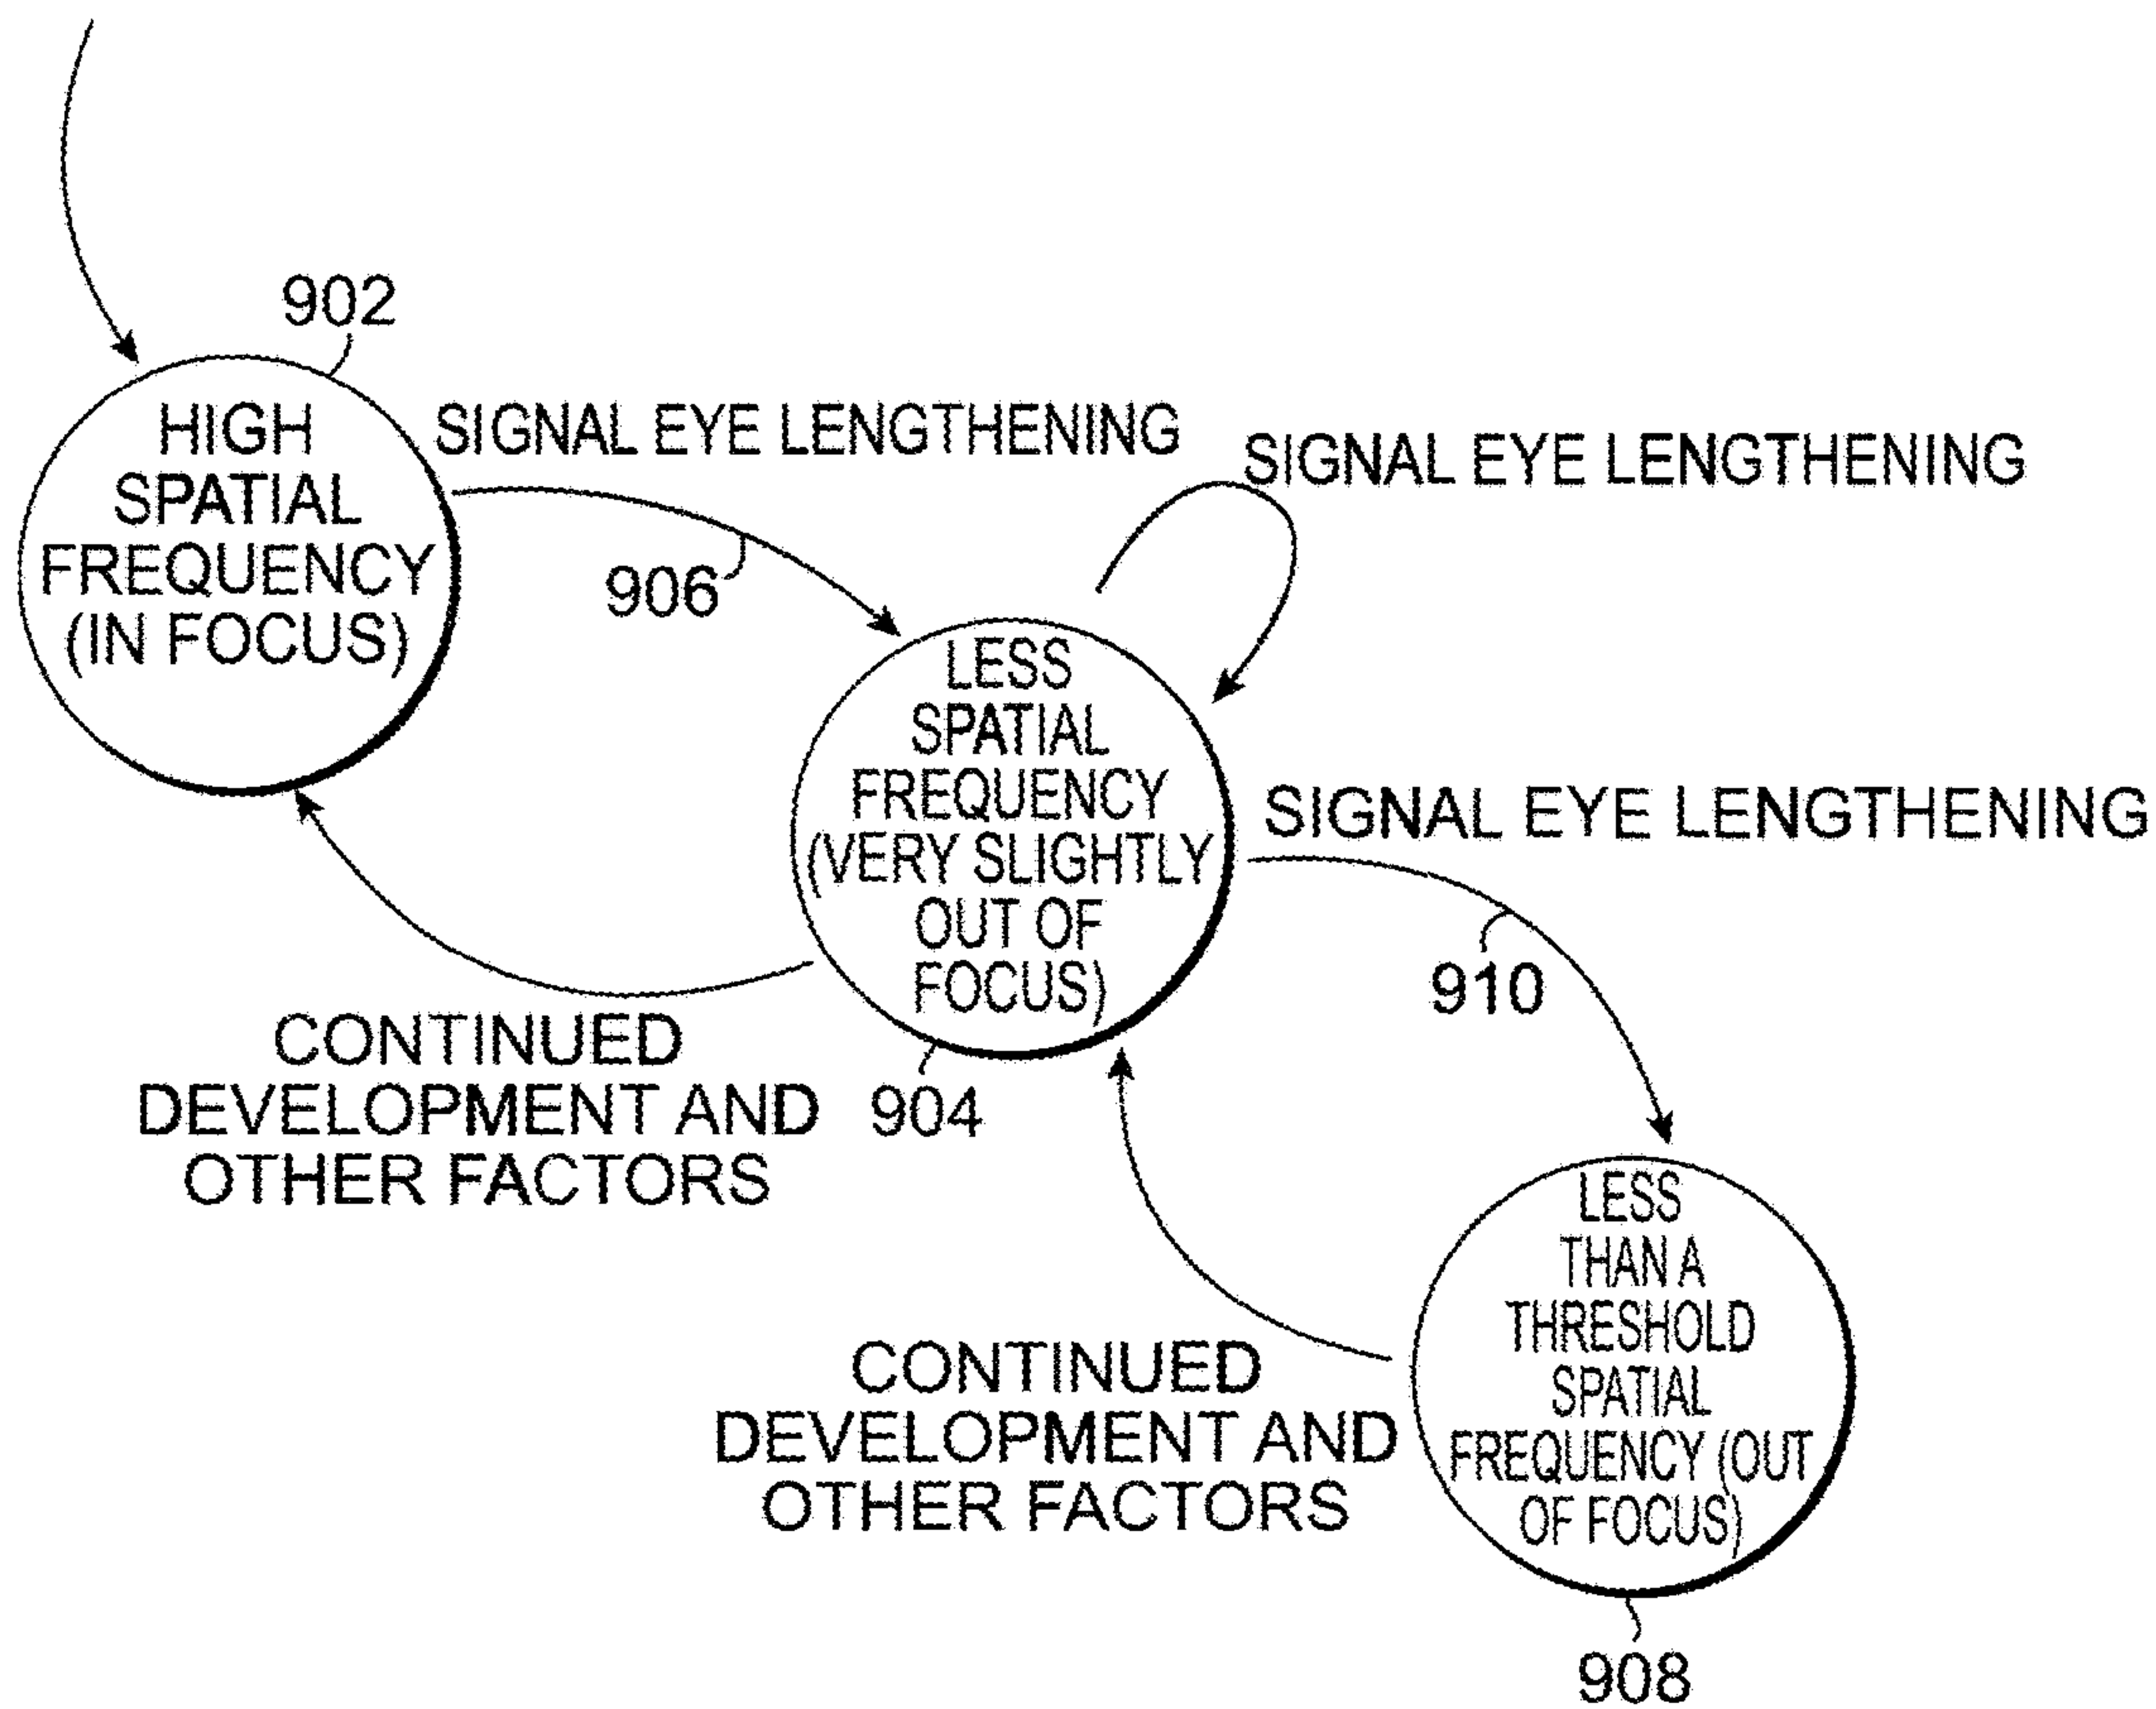 902
HIGH
SPATIAL
FREQUENCY
(IN FOCUS)
SIGNAL EYE LENGTHENING
906
SIGNAL EYE LENGTHENING
LESS
SPATIAL
FREQUENCY
(VERY SLIGHTLY
OUT OF
FOCUS)
904
SIGNAL EYE LENGTHENING
910
CONTINUED
DEVELOPMENT AND
OTHER FACTORS
CONTINUED
DEVELOPMENT AND
OTHER FACTORS
LESS
THAN A
THRESHOLD
SPATIAL
FREQUENCY (OUT
OF FOCUS)
908